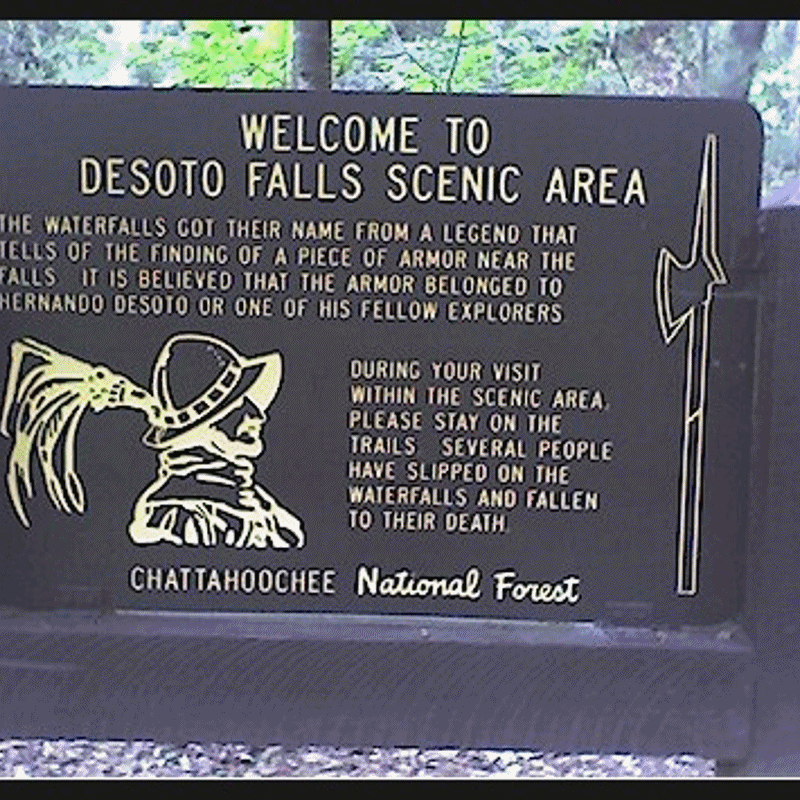 WELCOME TO
DESOTO FALLS SCENIC AREA
THE WATERFALLS GOT THEIR NAME FROM A LEGEND THAT
TELLS OF THE FINDING OF A PIECE OF ARMOR NEAR THE
FALLS IT IS BELIEVED THAT THE ARMOR BELONGED TO
HERNANDO DESOTO OR ONE OF HIS FELLOW EXPLORERS
DURING YOUR VISIT
WITHIN THE SCENIC AREA,
PLEASE STAY ON THE
TRAILS SEVERAL PEOPLE
HAVE SLIPPED ON THE
WATERFALLS AND FALLEN
TO THEIR DEATH.
CHATTAHOOCHEE National Forest